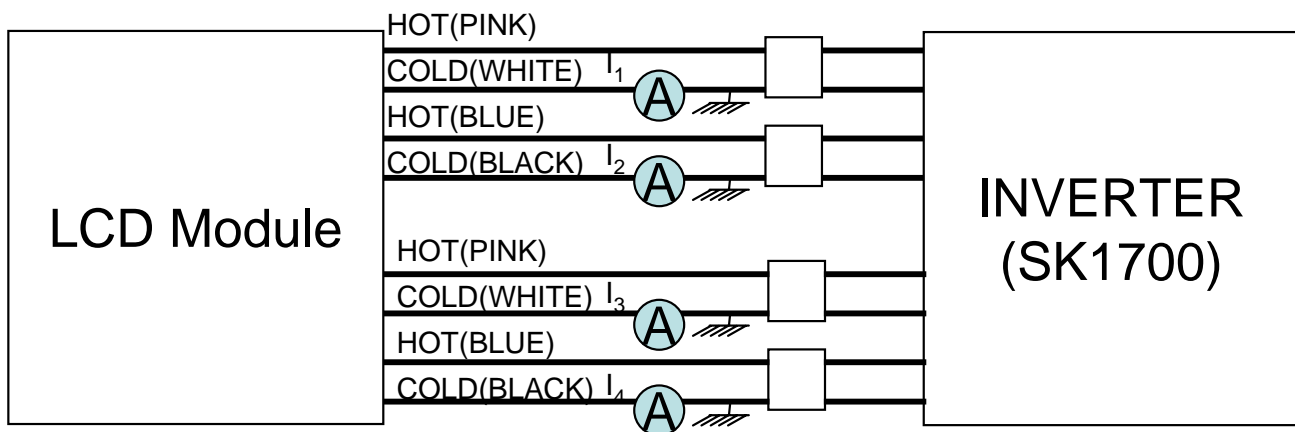 HOT(PINK)
COLD(WHITE) I1
A
HOT(BLUE)
COLD(BLACK) I2
A
LCD Module
INVERTER
(SK1700)
HOT(PINK)
COLD(WHITE) I3
A
HOT(BLUE)
COLD(BLACK) I4
A